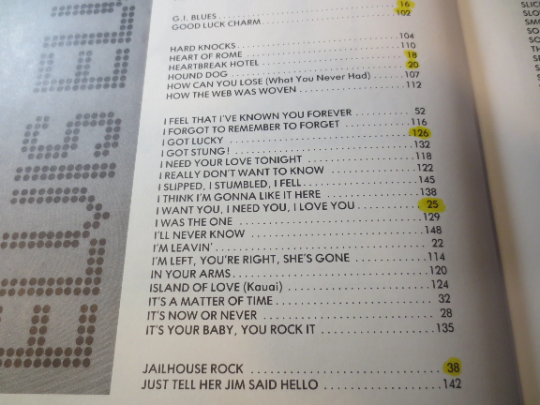 G.I. BLUES . . . 16
GOOD LUCK CHARM . . . 102
HARD KNOCKS . . . 104
HEART OF ROME . . . 110
HEARTBREAK HOTEL . . . 18
HOUND DOG . . . 20
HOW CAN YOU LOSE (What You Never Had) . . . 107
HOW THE WEB WAS WOVEN . . . 112
I FEEL THAT I'VE KNOWN YOU FOREVER . . . 52
I FORGOT TO REMEMBER TO FORGET . . . 116
I GOT LUCKY . . . 126
I GOT STUNG! . . . 132
I NEED YOUR LOVE TONIGHT . . . 118
I REALLY DON'T WANT TO KNOW . . . 122
I SLIPPED, I STUMBLED, I FELL . . . 145
I THINK I'M GONNA LIKE IT HERE . . . 138
I WANT YOU, I NEED YOU, I LOVE YOU . . . 25
I WAS THE ONE . . . 129
I'LL NEVER KNOW . . . 148
I'M LEAVIN' . . . 22
I'M LEFT, YOU'RE RIGHT, SHE'S GONE . . . 114
IN YOUR ARMS . . . 120
ISLAND OF LOVE (Kauai) . . . 124
IT'S A MATTER OF TIME . . . 32
IT'S NOW OR NEVER . . . 28
IT'S YOUR BABY, YOU ROCK IT . . . 135
JAILHOUSE ROCK . . . 38
JUST TELL HER JIM SAID HELLO . . . 142
ELVIS